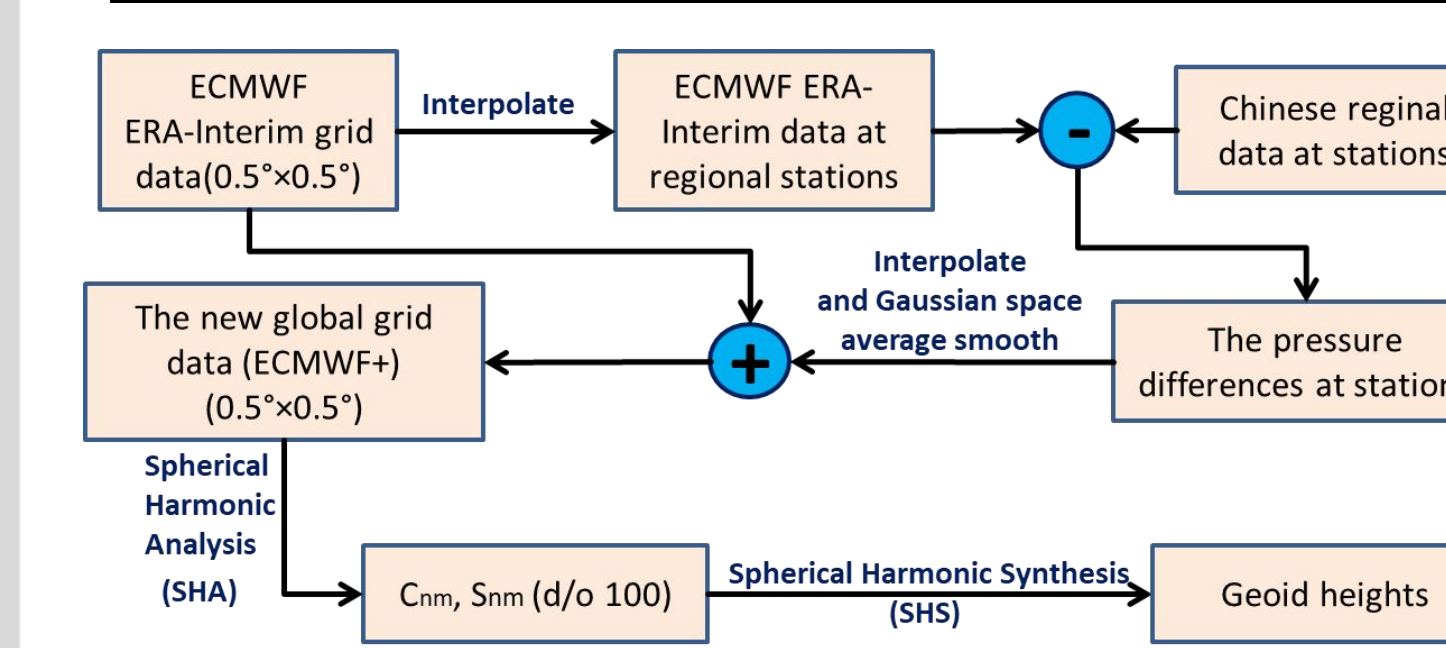 ECMWF
ERA-Interim grid
data(0.5°×0.5°)
Interpolate
ECMWF ERA-
Interim data at
regional stations
-
Chinese reginal
data at stations
Interpolate
and Gaussian space
average smooth
The pressure
differences at station
+
The new global grid
data (ECMWF+)
(0.5°×0.5°)
Spherical
Harmonic
Analysis
(SHA)
Cnm, Snm (d/o 100)
Spherical Harmonic Synthesis
(SHS)
Geoid heights